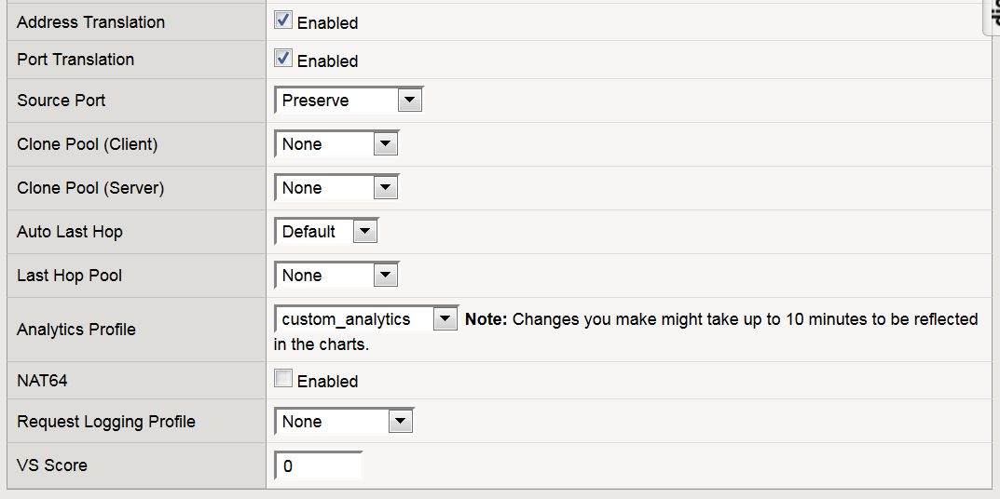 Address Translation Enabled
Port Translation Enabled
Source Port Preserve
Clone Pool (Client) None
Clone Pool (Server) None
Auto Last Hop Default
Last Hop Pool None
Analytics Profile custom_analytics Note: Changes you make might take up to 10 minutes to be reflected
in the charts.
NAT64 Enabled
Request Logging Profile None
VS Score 0